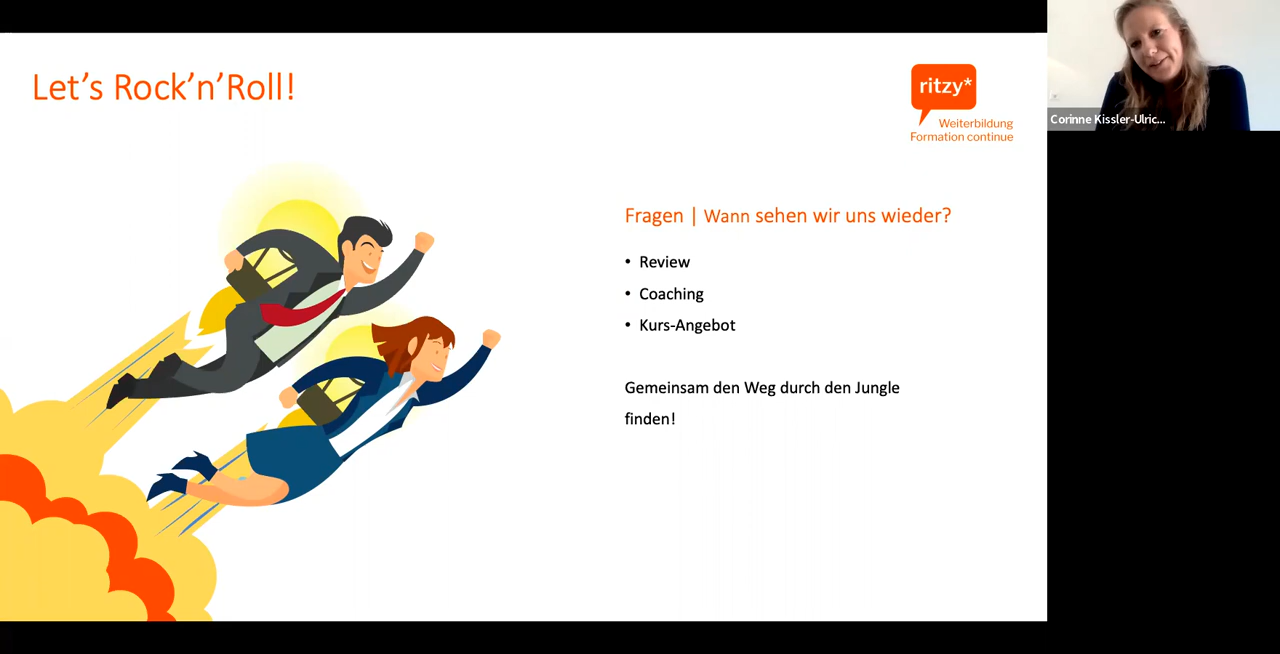 Let's Rock'n'Roll!
ritzy*
Weiterbildung
Formation continue
Corinne Kissler-Ulric...
Fragen | Wann sehen wir uns wieder?
• Review
• Coaching
• Kurs-Angebot
Gemeinsam den Weg durch den Jungle
finden!